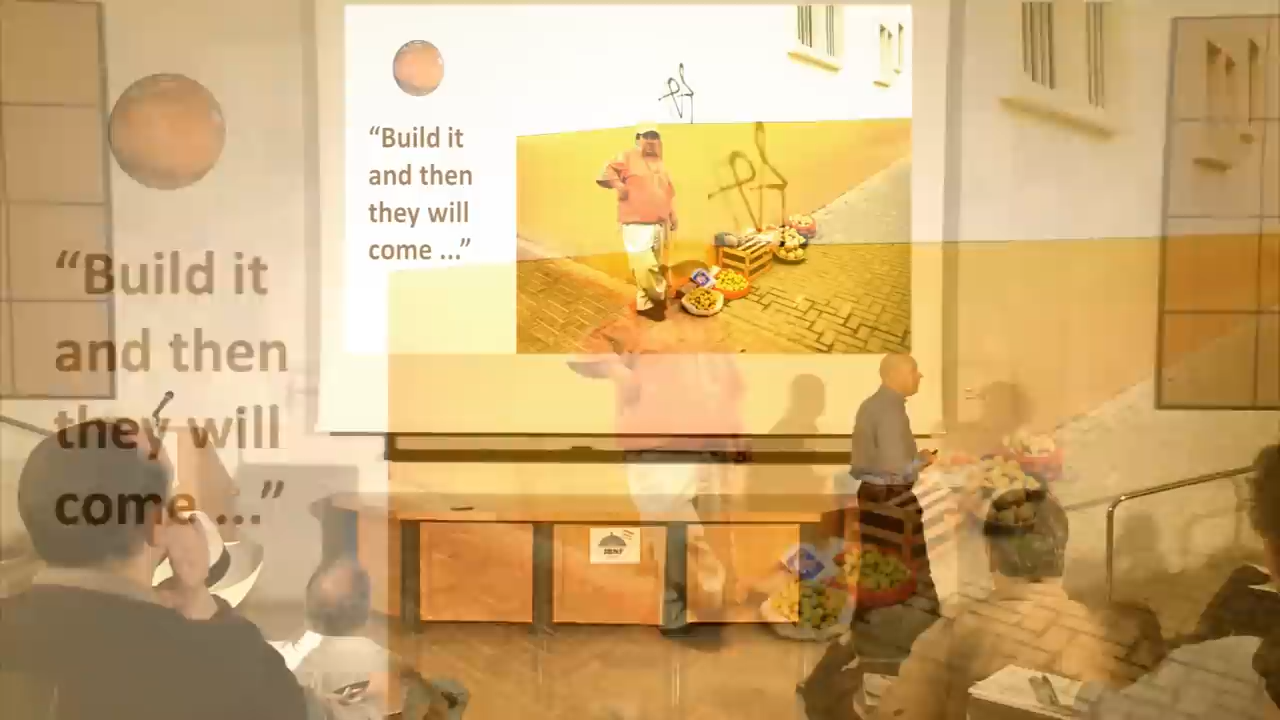 “Build it
and then
they will
come ...”
“Build it
and then
they will
come ...”